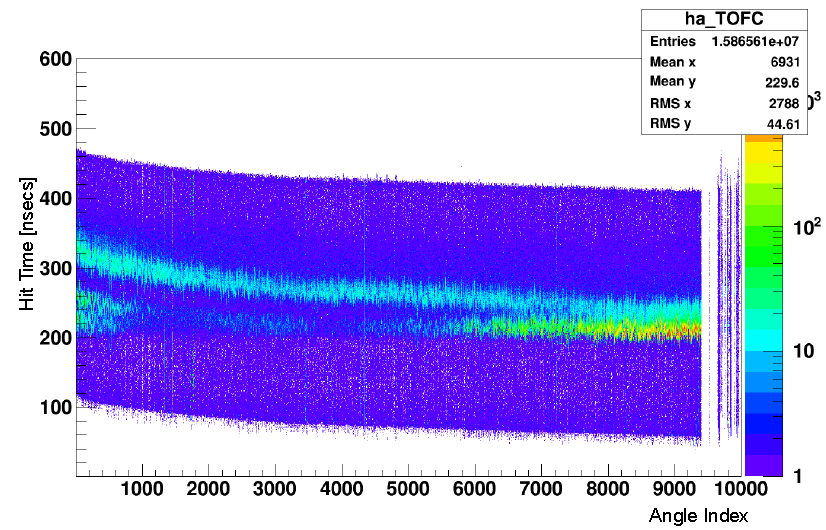 ha_TOFC
Entries 1.586561e+07
Mean x 6931
Mean y 229.6
RMS x 2788
RMS y 44.61
600
500
400
300
200
100
Hit Time [nsecs]
1000 2000 3000 4000 5000 6000 7000 8000 9000 10000
Angle Index
10²
10
1